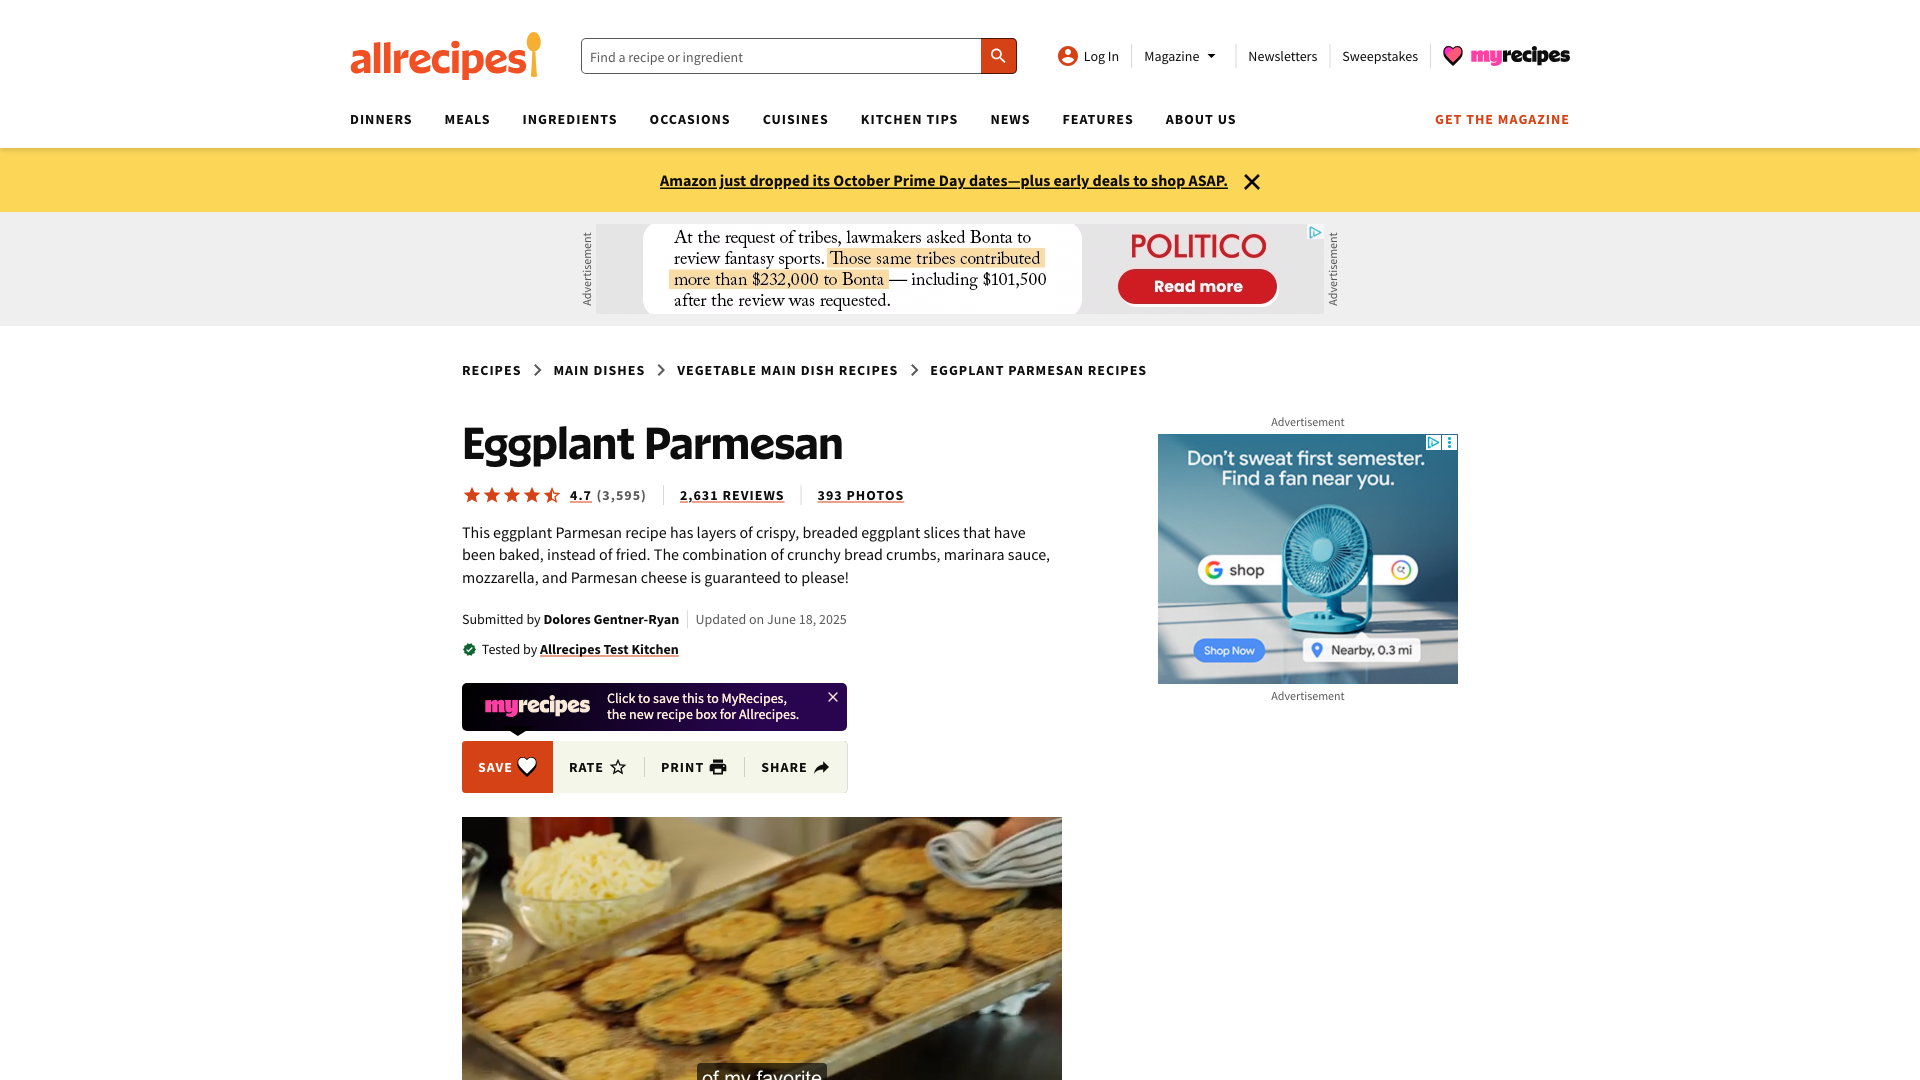 allrecipes
Find a recipe or ingredient
Log In
Magazine
Newsletters
Sweepstakes
myrecipes
DINNERS
MEALS
INGREDIENTS
OCCASIONS
CUISINES
KITCHEN TIPS
NEWS
FEATURES
ABOUT US
GET THE MAGAZINE
Amazon just dropped its October Prime Day dates—plus early deals to shop ASAP.
Advertisement
At the request of tribes, lawmakers asked Bonta to
review fantasy sports. Those same tribes contributed
more than $232,000 to Bonta — including $101,500
after the review was requested.
POLITICO
Read more
Advertisement
RECIPES
MAIN DISHES
VEGETABLE MAIN DISH RECIPES
EGGPLANT PARMESAN RECIPES
Eggplant Parmesan
4.7 (3,595)
2,631 REVIEWS
393 PHOTOS
This eggplant Parmesan recipe has layers of crispy, breaded eggplant slices that have
been baked, instead of fried. The combination of crunchy bread crumbs, marinara sauce,
mozzarella, and Parmesan cheese is guaranteed to please!
Submitted by Dolores Gentner-Ryan
Updated on June 18, 2025
Tested by Allrecipes Test Kitchen
myrecipes
Click to save this to MyRecipes,
the new recipe box for Allrecipes.
SAVE
RATE
PRINT
SHARE
of my favorite
Advertisement
Don't sweat first semester.
Find a fan near you.
G shop
Shop Now
Nearby, 0.3 mi
Advertisement